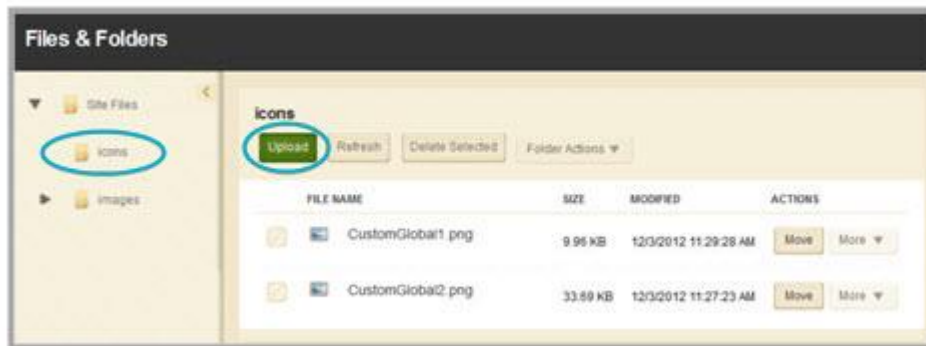 Files & Folders
Site Files
icons
images
icons
Upload Refresh Delete Selected Folder Actions
FILE NAME SIZE MODIFIED ACTIONS
CustomGlobal1.png 9.96 KB 12/3/2012 11:29:28 AM Move More
CustomGlobal2.png 33.69 KB 12/3/2012 11:27:23 AM Move More